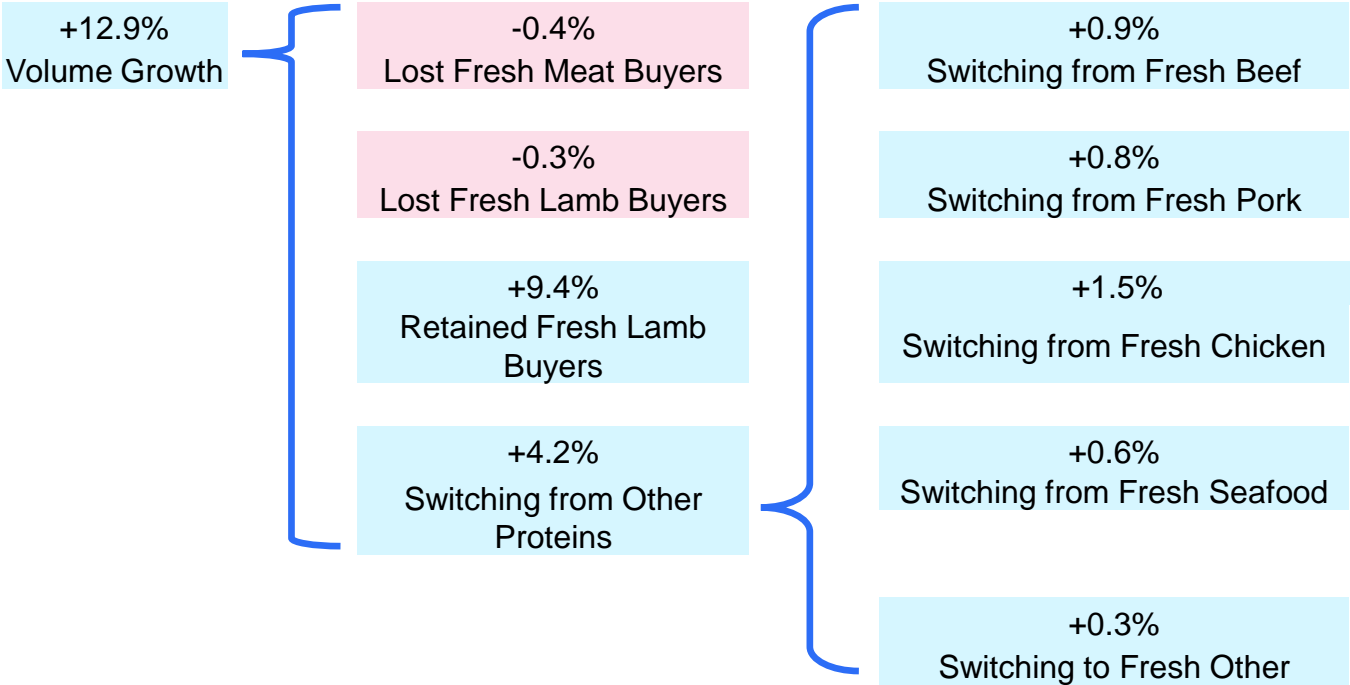 +12.9%
Volume Growth
-0.4%
Lost Fresh Meat Buyers
-0.3%
Lost Fresh Lamb Buyers
+9.4%
Retained Fresh Lamb
Buyers
+4.2%
Switching from Other
Proteins
+0.9%
Switching from Fresh Beef
+0.8%
Switching from Fresh Pork
+1.5%
Switching from Fresh Chicken
+0.6%
Switching from Fresh Seafood
+0.3%
Switching to Fresh Other